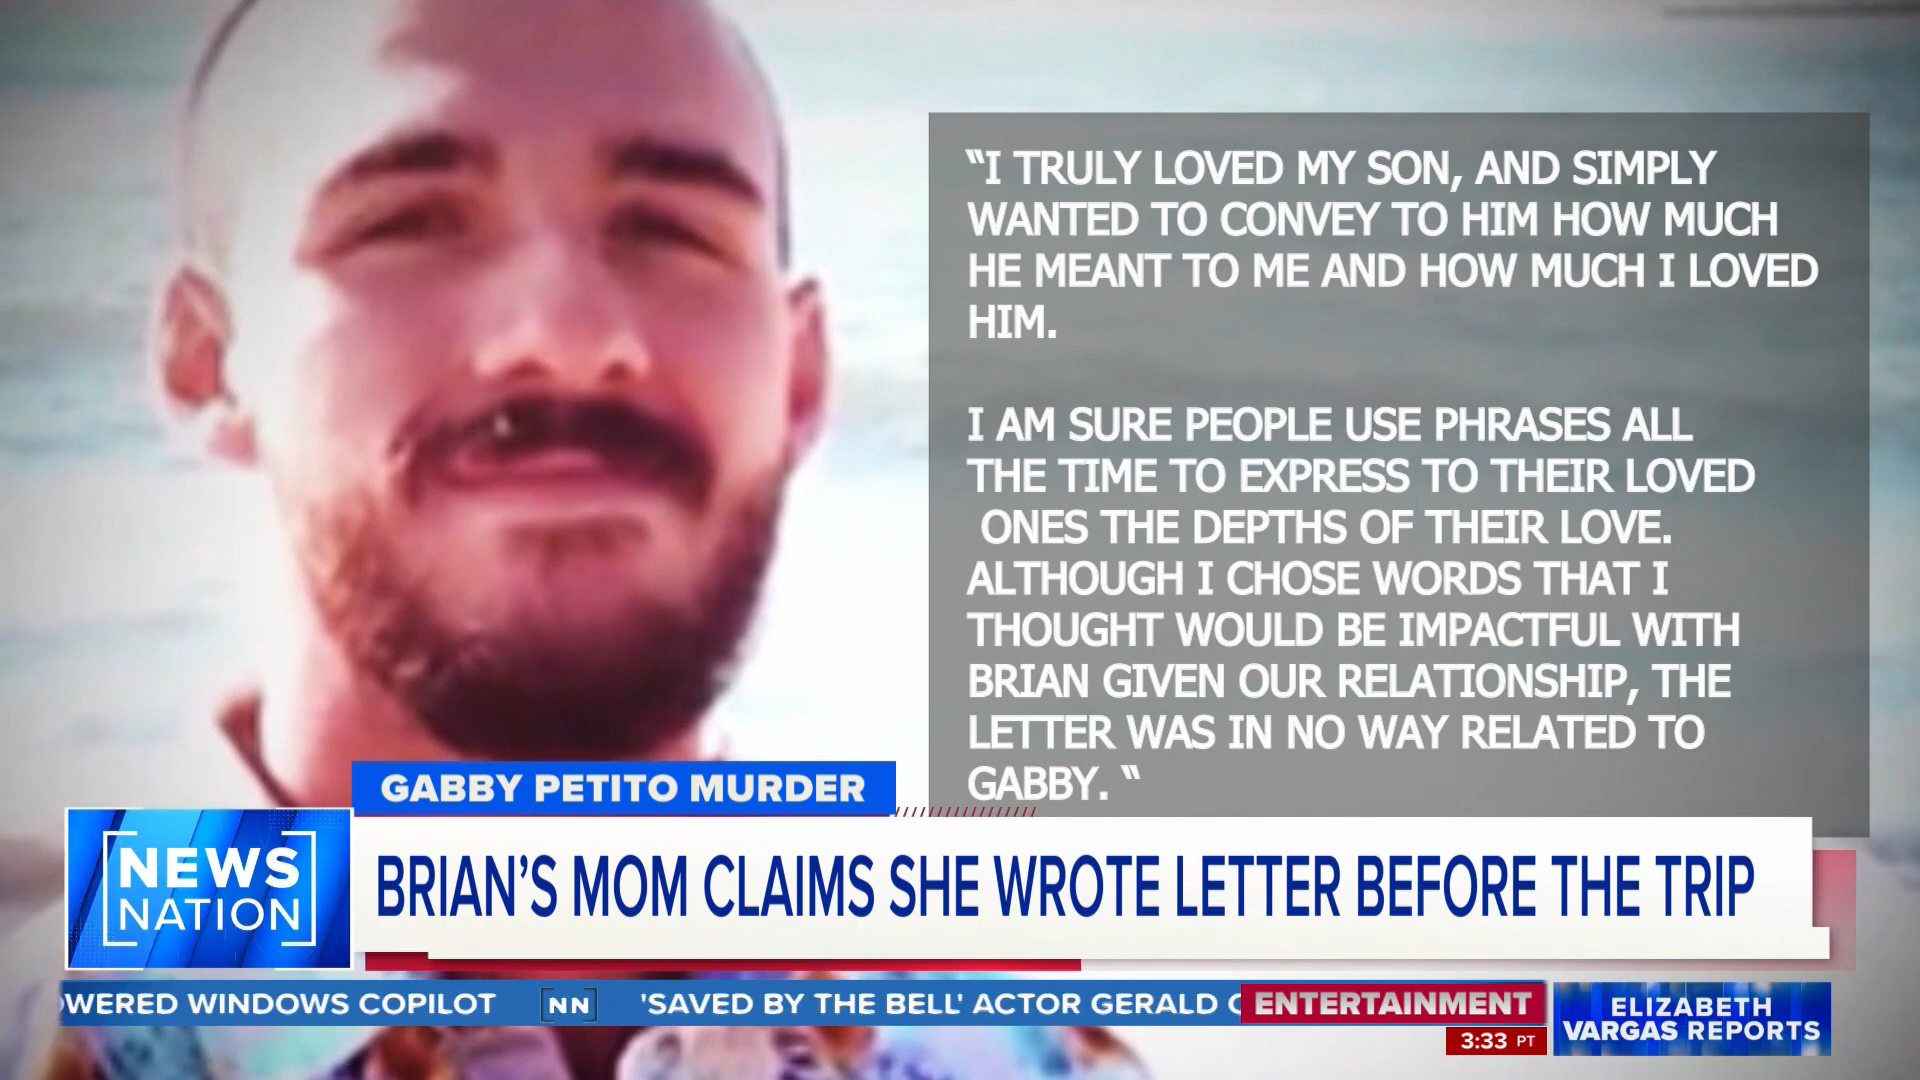 “I TRULY LOVED MY SON, AND SIMPLY
WANTED TO CONVEY TO HIM HOW MUCH
HE MEANT TO ME AND HOW MUCH I LOVED
HIM.
I AM SURE PEOPLE USE PHRASES ALL
THE TIME TO EXPRESS TO THEIR LOVED
ONES THE DEPTHS OF THEIR LOVE.
ALTHOUGH I CHOSE WORDS THAT I
THOUGHT WOULD BE IMPACTFUL WITH
BRIAN GIVEN OUR RELATIONSHIP, THE
LETTER WAS IN NO WAY RELATED TO
GABBY. “
GABBY PETITO MURDER
NEWS
NATION
BRIAN’S MOM CLAIMS SHE WROTE LETTER BEFORE THE TRIP
WINDOWS COPILOT
NN
'SAVED BY THE BELL' ACTOR GERALD
ENTERTAINMENT
ELIZABETH
VARGAS REPORTS
3:33 PT